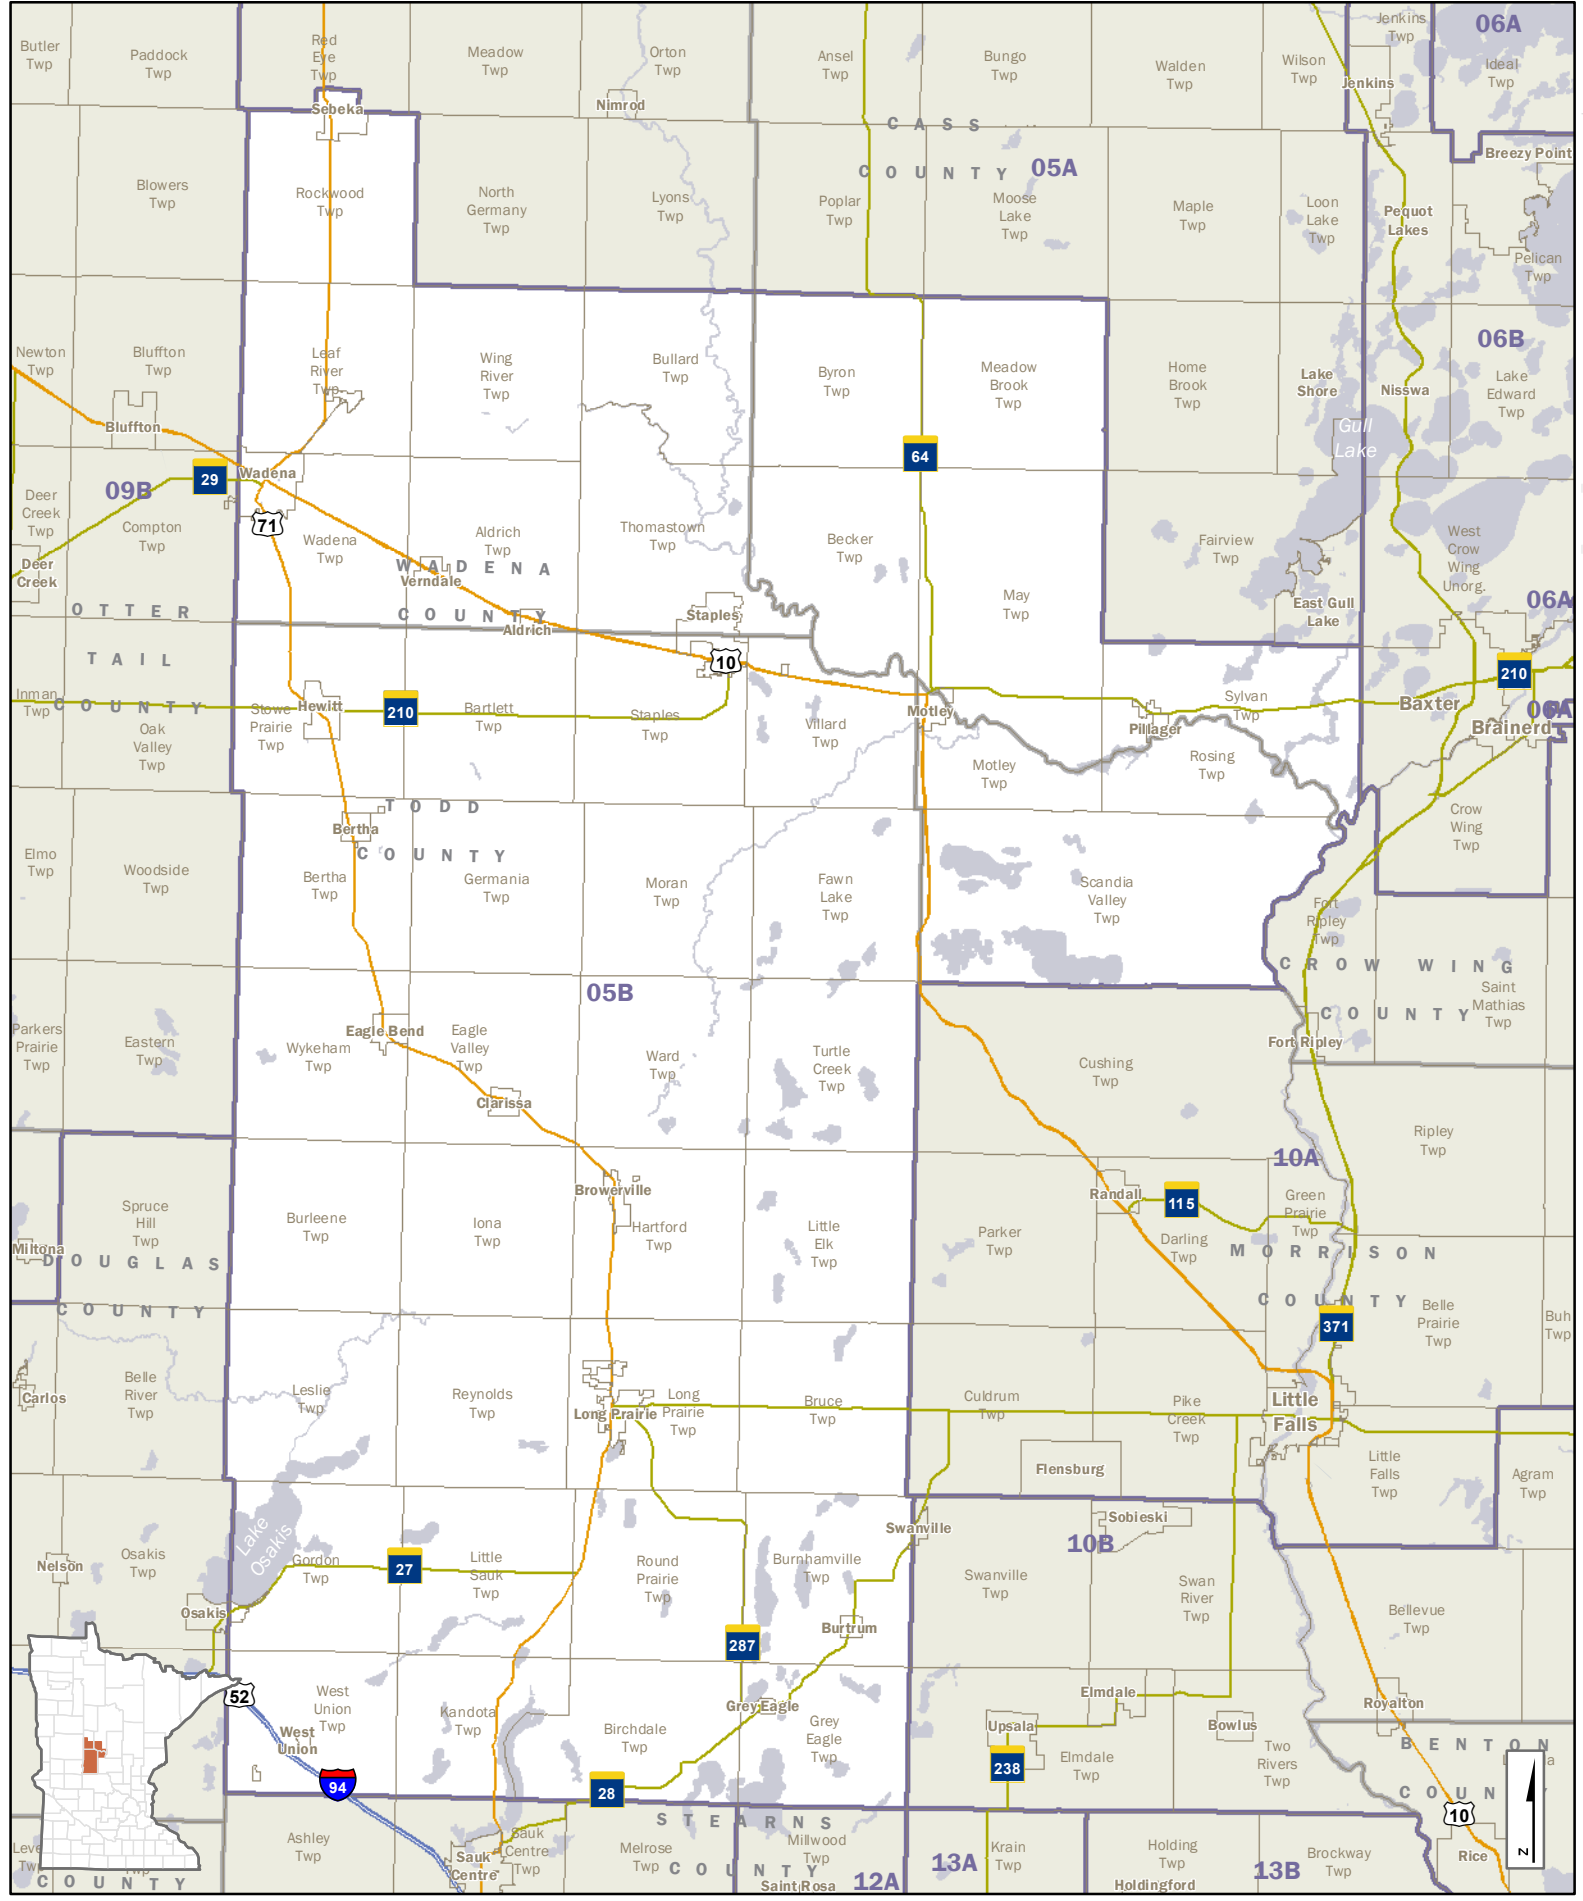 Butler
Twp
Paddock
Twp
Red
Eye
Twp
Meadow
Twp
Orton
Twp
Ansel
Twp
Bungo
Twp
Walden
Twp
Wilson
Twp
Jenkins
Twp
06A
Ideal
Twp
Jenkins
Sebeka
Nimrod
CASS
COUNTY
05A
Breezy Point
Blowers
Twp
Rockwood
Twp
North
Germany
Twp
Lyons
Twp
Poplar
Twp
Moose
Lake
Twp
Maple
Twp
Loon
Lake
Twp
Pequot
Lakes
Pelican
Twp
Newton
Twp
Bluffton
Twp
Leaf
River
Twp
Wing
River
Twp
Bullard
Twp
Byron
Twp
Meadow
Brook
Twp
Home
Brook
Twp
Lake
Shore
Nisswa
06B
Lake
Edward
Twp
Bluffton
Gull
Lake
64
Wadena
29
09B
71
Deer
Creek
Twp
Compton
Twp
Wadena
Twp
Aldrich
Twp
Thomastown
Twp
Becker
Twp
Fairview
Twp
West
Crow
Wing
Unorg.
Deer
Creek
WADENA
COUNTY
Verndale
May
Twp
East Gull
Lake
06A
OTTER
TAIL
COUNTY
Staples
Aldrich
10
210
Inman
Twp
Oak
Valley
Twp
Stowe
Prairie
Twp
Hewitt
210
Bartlett
Twp
Staples
Twp
Villard
Twp
Motley
Sylvan
Twp
Pillager
Baxter
06A
Brainerd
Motley
Twp
Rosing
Twp
TODD
COUNTY
Bertha
Crow
Wing
Twp
Elmo
Twp
Woodside
Twp
Bertha
Twp
Germania
Twp
Moran
Twp
Fawn
Lake
Twp
Scandia
Valley
Twp
Fort
Ripley
Twp
CROW WING
COUNTY
05B
Saint
Mathias
Twp
Parkers
Prairie
Twp
Eastern
Twp
Wykeham
Twp
Eagle Bend
Eagle
Valley
Twp
Ward
Twp
Turtle
Creek
Twp
Cushing
Twp
Fort Ripley
Clarissa
Ripley
Twp
10A
Browerville
Randall
115
Green
Prairie
Twp
Spruce
Hill
Twp
Burleene
Twp
Iona
Twp
Hartford
Twp
Little
Elk
Twp
Parker
Twp
Darling
Twp
MORRISON
COUNTY
Miltona
DOUGLAS
COUNTY
371
Belle
Prairie
Twp
Buh
Twp
Carlos
Belle
River
Twp
Leslie
Twp
Reynolds
Twp
Long Prairie
Long
Prairie
Twp
Bruce
Twp
Culdrum
Twp
Pike
Creek
Twp
Little
Falls
Flensburg
Little
Falls
Twp
Agram
Twp
Lake
Osakis
Swanville
Sobieski
10B
Nelson
Osakis
Twp
Gordon
Twp
27
Little
Sauk
Twp
Round
Prairie
Twp
Burnhamville
Twp
Swanville
Twp
Swan
River
Twp
Bellevue
Twp
Osakis
Burtrum
287
52
West
Union
Twp
West
Union
Kandota
Twp
Birchdale
Twp
Grey Eagle
Grey
Eagle
Twp
Elmdale
Upsala
238
Elmdale
Twp
Bowlus
Two
Rivers
Twp
Royalton
BENTON
94
28
10
STEARNS
COUNTY
Ashley
Twp
Sauk
Centre
Sauk
Centre
Twp
Melrose
Twp
Millwood
Twp
Saint Rosa
12A
13A
Krain
Twp
Holding
Twp
Holdingford
13B
Brockway
Twp
Rice
COUNTY
N